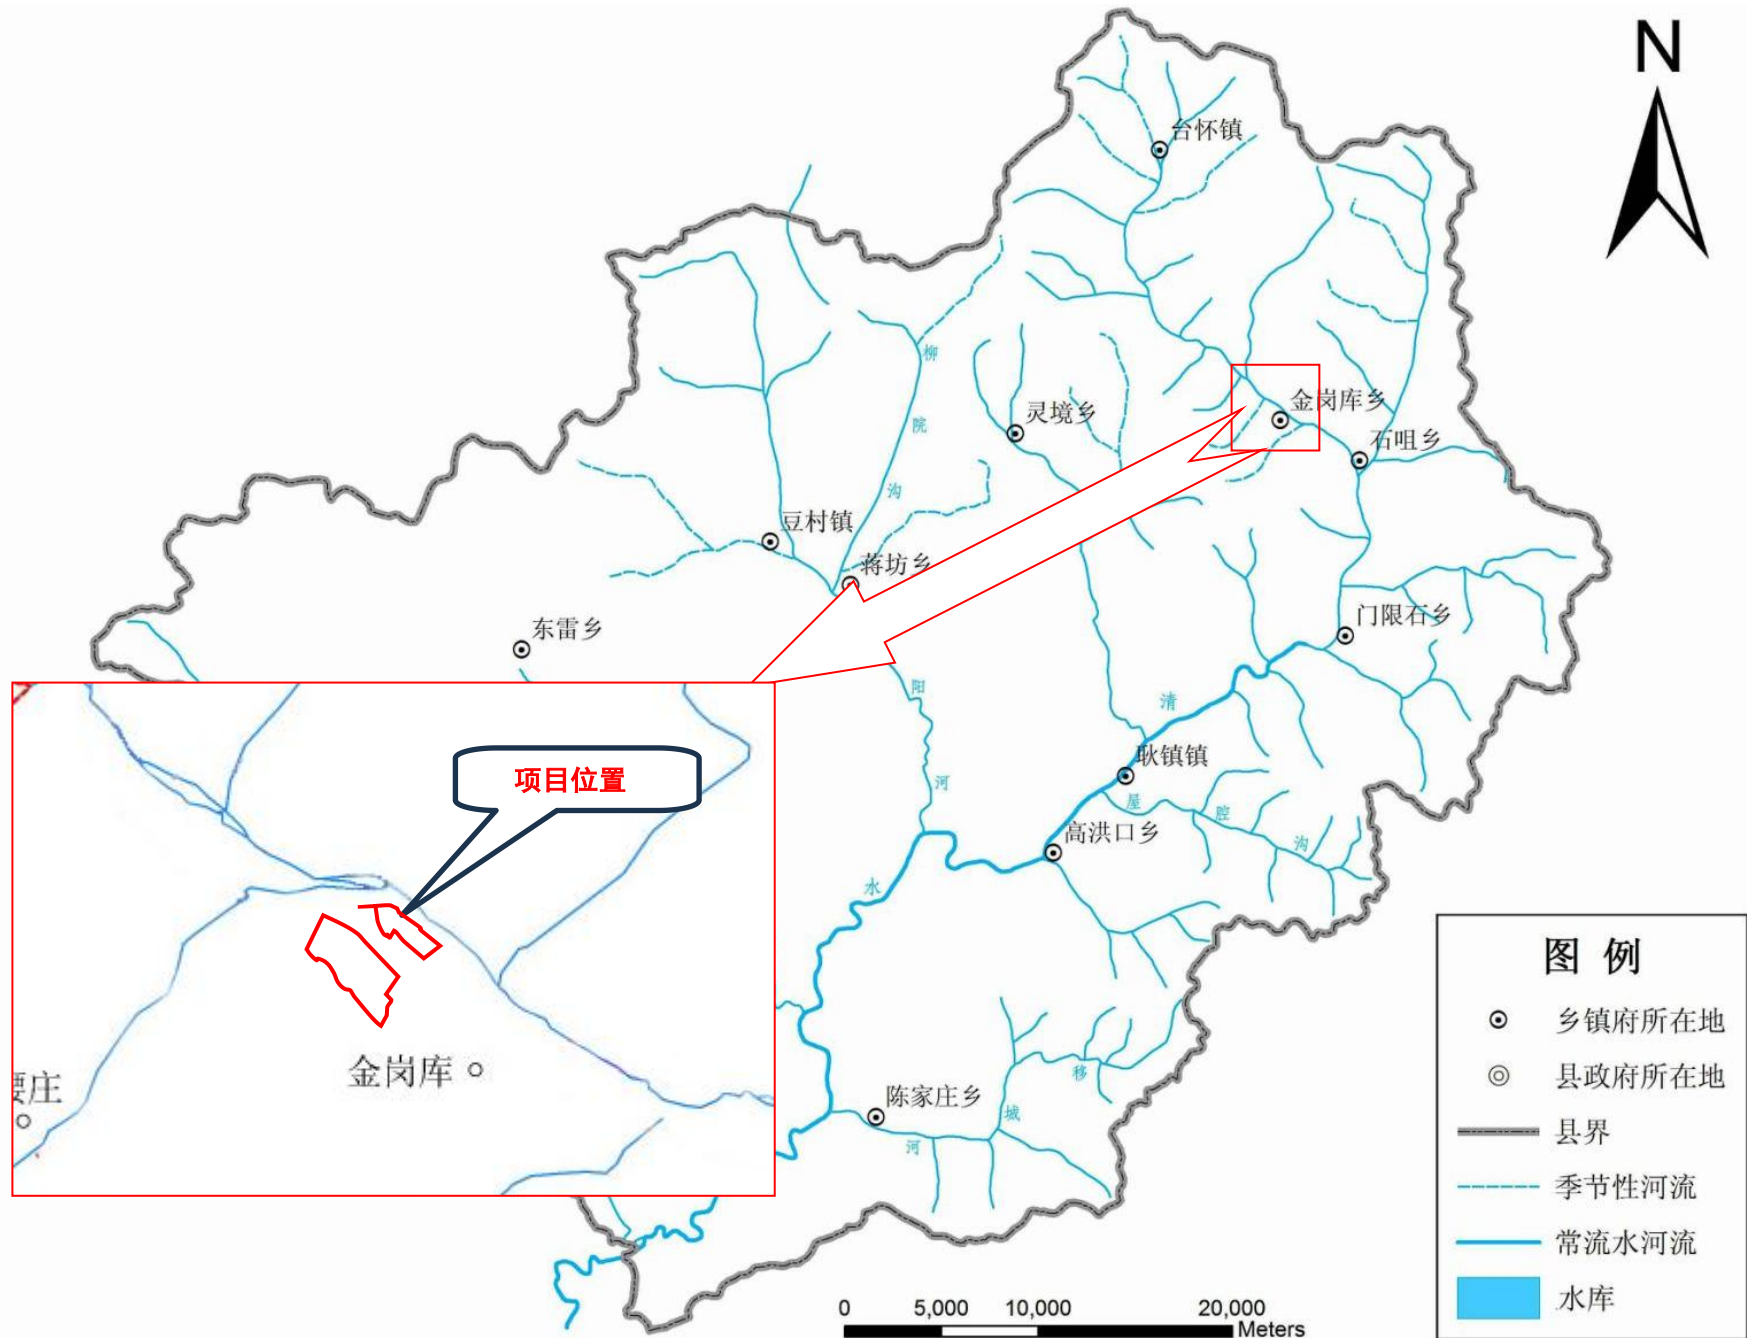 N
台怀镇
柳
院
沟
灵境乡
金岗库乡
石咀乡
豆村镇
蒋坊乡
东雷乡
门限石乡
阳
河
清
水
耿镇镇
屋
腔
沟
高洪口乡
陈家庄乡
移
城
河
项目位置
金岗库
庄
图 例
乡镇府所在地
县政府所在地
县界
季节性河流
常流水河流
水库
0 5,000 10,000 20,000
Meters